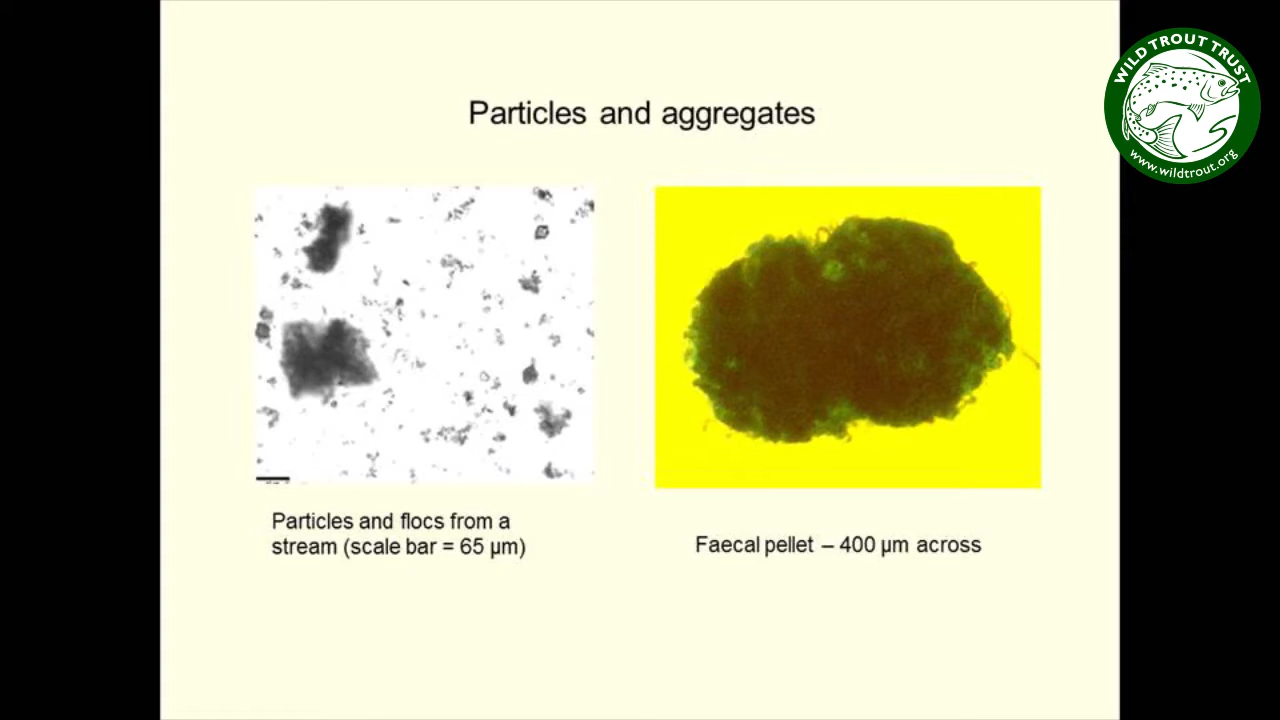 Particles and aggregates
WILD TROUT TRUST
www.wildtrout.org
Particles and flocs from a
stream (scale bar = 65 µm)
Faecal pellet – 400 µm across